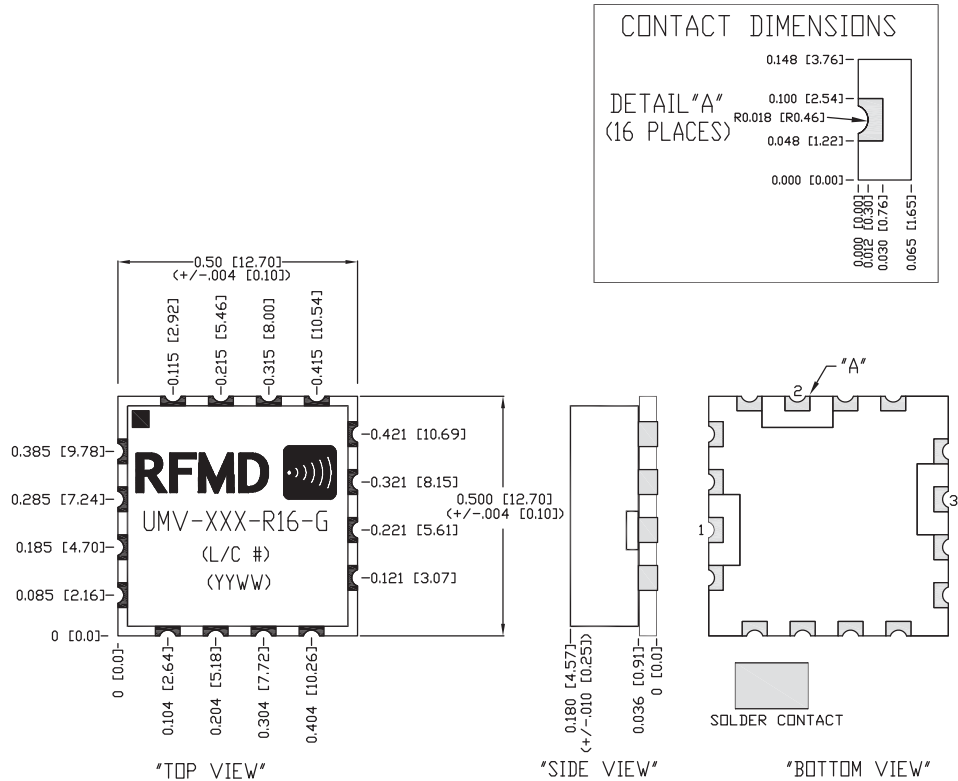 CONTACT DIMENSIONS
0.148 [3.76]
DETAIL"A"
(16 PLACES)
0.100 [2.54]
R0.018 [R0.46]
0.048 [1.22]
0.000 [0.00]
0.000 [0.00]
0.012 [0.30]
0.030 [0.76]
0.065 [1.65]
0.50 [12.70]
(+/-.004 [0.10])
0.115 [2.92]
0.215 [5.46]
0.315 [8.00]
0.415 [10.54]
0.385 [9.78]
0.285 [7.24]
0.185 [4.70]
0.085 [2.16]
0 [0.0]
RFMD
UMV-XXX-R16-G
(L/C #)
(YYWW)
0.421 [10.69]
0.321 [8.15]
0.221 [5.61]
0.121 [3.07]
0.500 [12.70]
(+/-.004 [0.10])
0 [0.0]
0.104 [2.64]
0.204 [5.18]
0.304 [7.72]
0.404 [10.26]
"TOP VIEW"
0.180 [4.57]
(+/-.010 [0.25])
0.036 [0.91]
0 [0.0]
"SIDE VIEW"
"A"
2
1
3
SOLDER CONTACT
"BOTTOM VIEW"